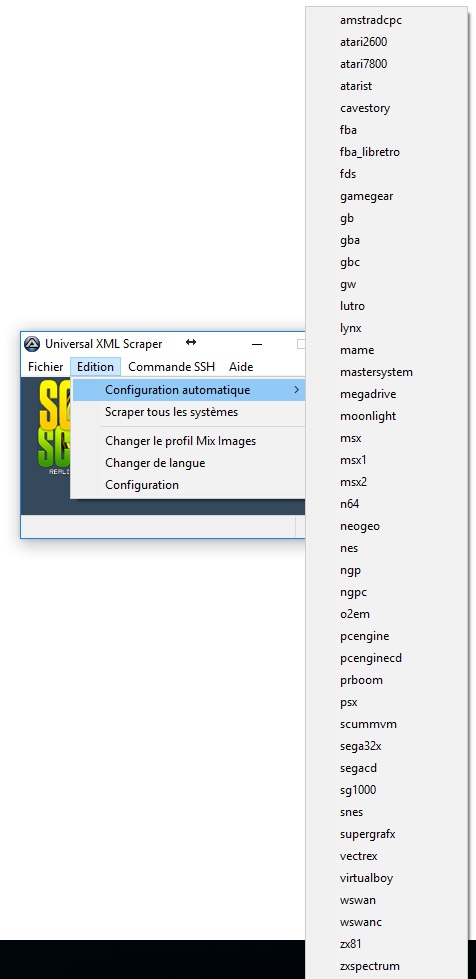 Universal XML Scraper
Fichier Edition Commande SSH Aide
Configuration automatique
Scraper tous les systèmes
Changer le profil Mix Images
Changer de langue
Configuration
amstradcpc
atari2600
atari7800
atarist
cavestory
fba
fba_libretro
fds
gamegear
gb
gba
gbc
gw
lutro
lynx
mame
mastersystem
megadrive
moonlight
msx
msx1
msx2
n64
neogeo
nes
ngp
ngpc
o2em
pcengine
pcenginecd
prboom
psx
scummvm
sega32x
segacd
sg1000
snes
supergrafx
vectrex
virtualboy
wswan
wswanc
zx81
zxspectrum